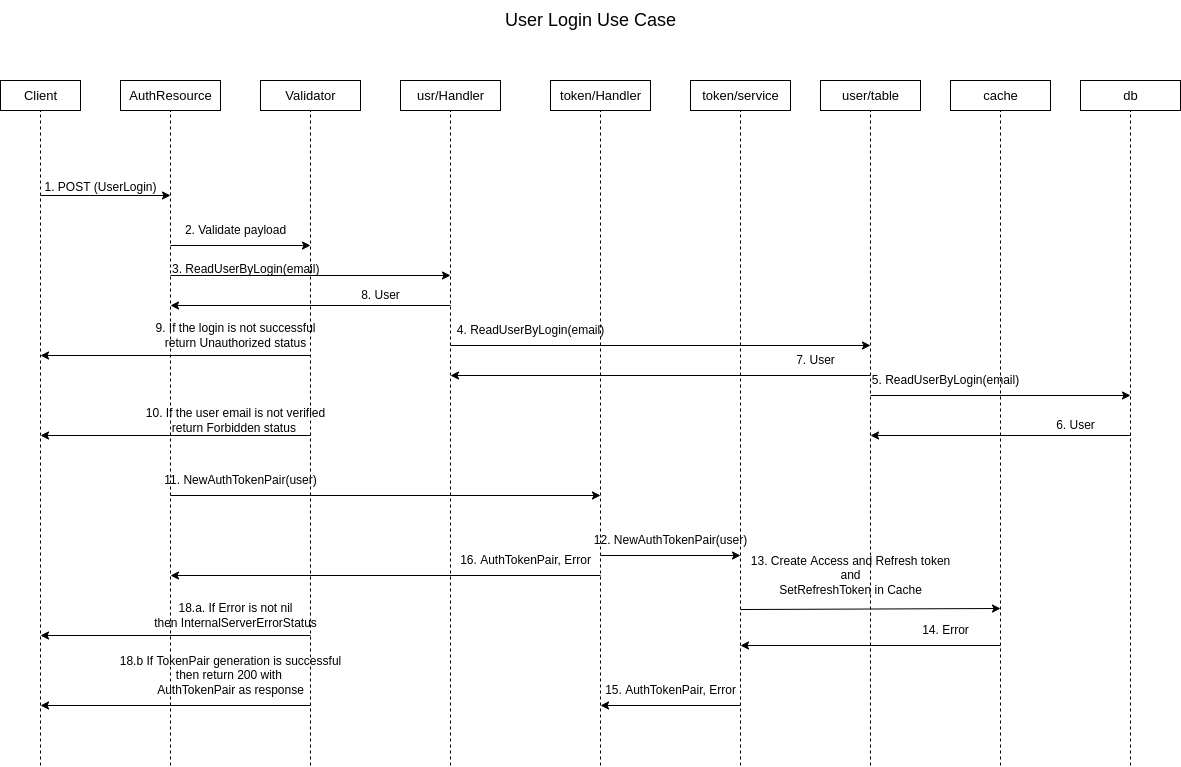 User Login Use Case
Client
AuthResource
Validator
usr/Handler
token/Handler
token/service
user/table
cache
db
1. POST (UserLogin)
2. Validate payload
3. ReadUserByLogin(email)
8. User
9. If the login is not successful
return Unauthorized status
4. ReadUserByLogin(email)
7. User
5. ReadUserByLogin(email)
10. If the user email is not verified
return Forbidden status
6. User
11. NewAuthTokenPair(user)
12. NewAuthTokenPair(user)
16. AuthTokenPair, Error
13. Create Access and Refresh token
and
SetRefreshToken in Cache
18.a. If Error is not nil
then InternalServerErrorStatus
14. Error
18.b If TokenPair generation is successful
then return 200 with
AuthTokenPair as response
15. AuthTokenPair, Error